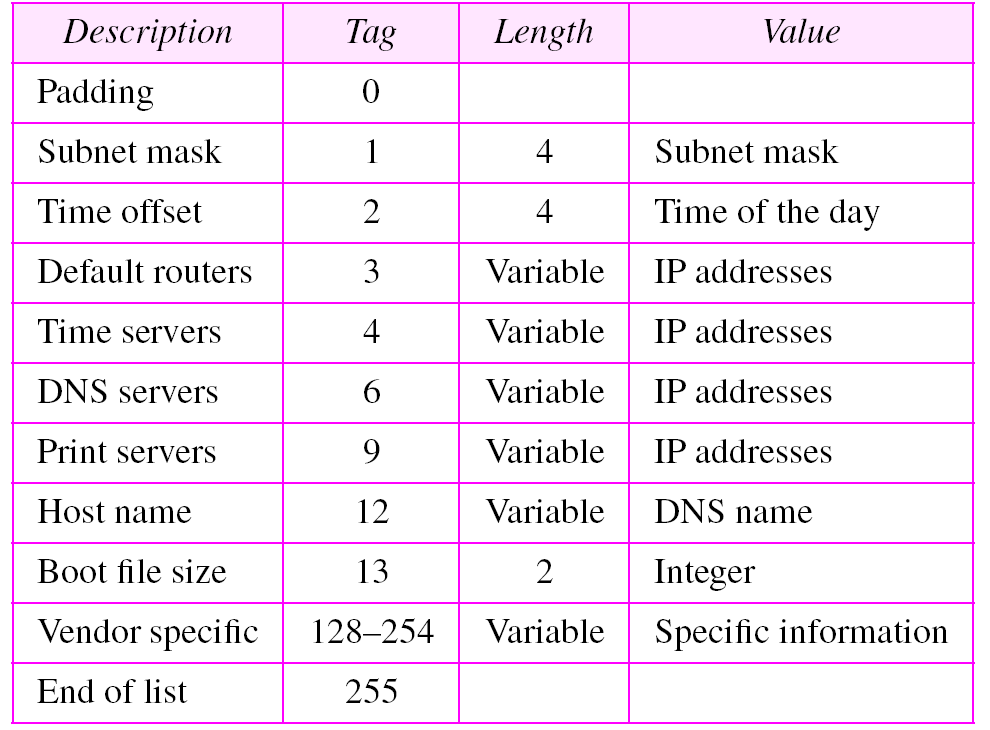 Description Tag Length Value
Padding 0
Subnet mask 1 4 Subnet mask
Time offset 2 4 Time of the day
Default routers 3 Variable IP addresses
Time servers 4 Variable IP addresses
DNS servers 6 Variable IP addresses
Print servers 9 Variable IP addresses
Host name 12 Variable DNS name
Boot file size 13 2 Integer
Vendor specific 128–254 Variable Specific information
End of list 255